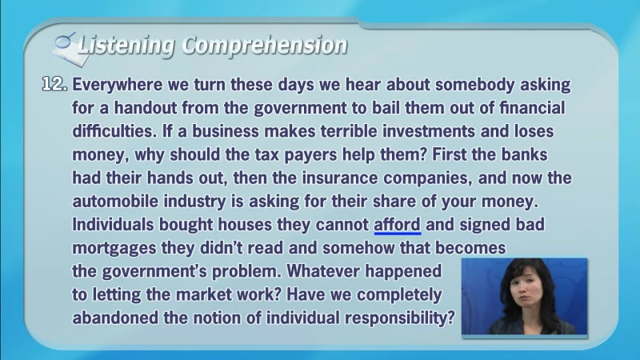 Listening Comprehension
12. Everywhere we turn these days we hear about somebody asking
for a handout from the government to bail them out of financial
difficulties. If a business makes terrible investments and loses
money, why should the tax payers help them? First the banks
had their hands out, then the insurance companies, and now the
automobile industry is asking for their share of your money.
Individuals bought houses they cannot afford and signed bad
mortgages they didn't read and somehow that becomes
the government's problem. Whatever happened
to letting the market work? Have we completely
abandoned the notion of individual responsibility?